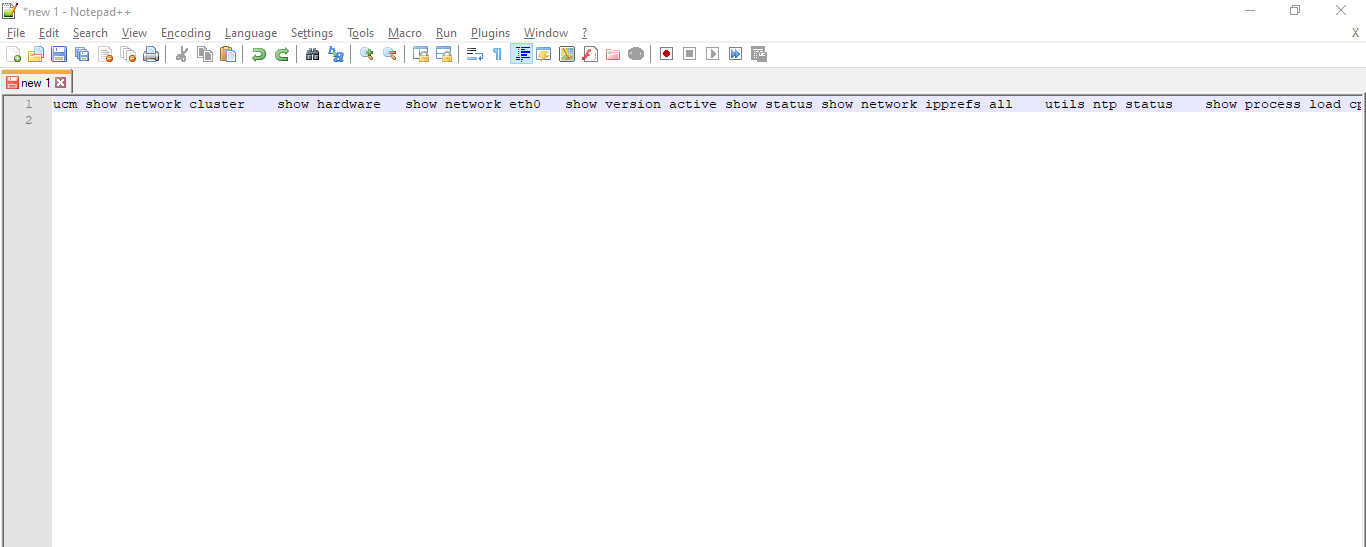 *new 1 - Notepad++
File Edit Search View Encoding Language Settings Tools Macro Run Plugins Window ? X
new 1
1 ucm show network cluster    show hardware   show network eth0   show version active show status show network ipprefs all    utils ntp status    show process load
2